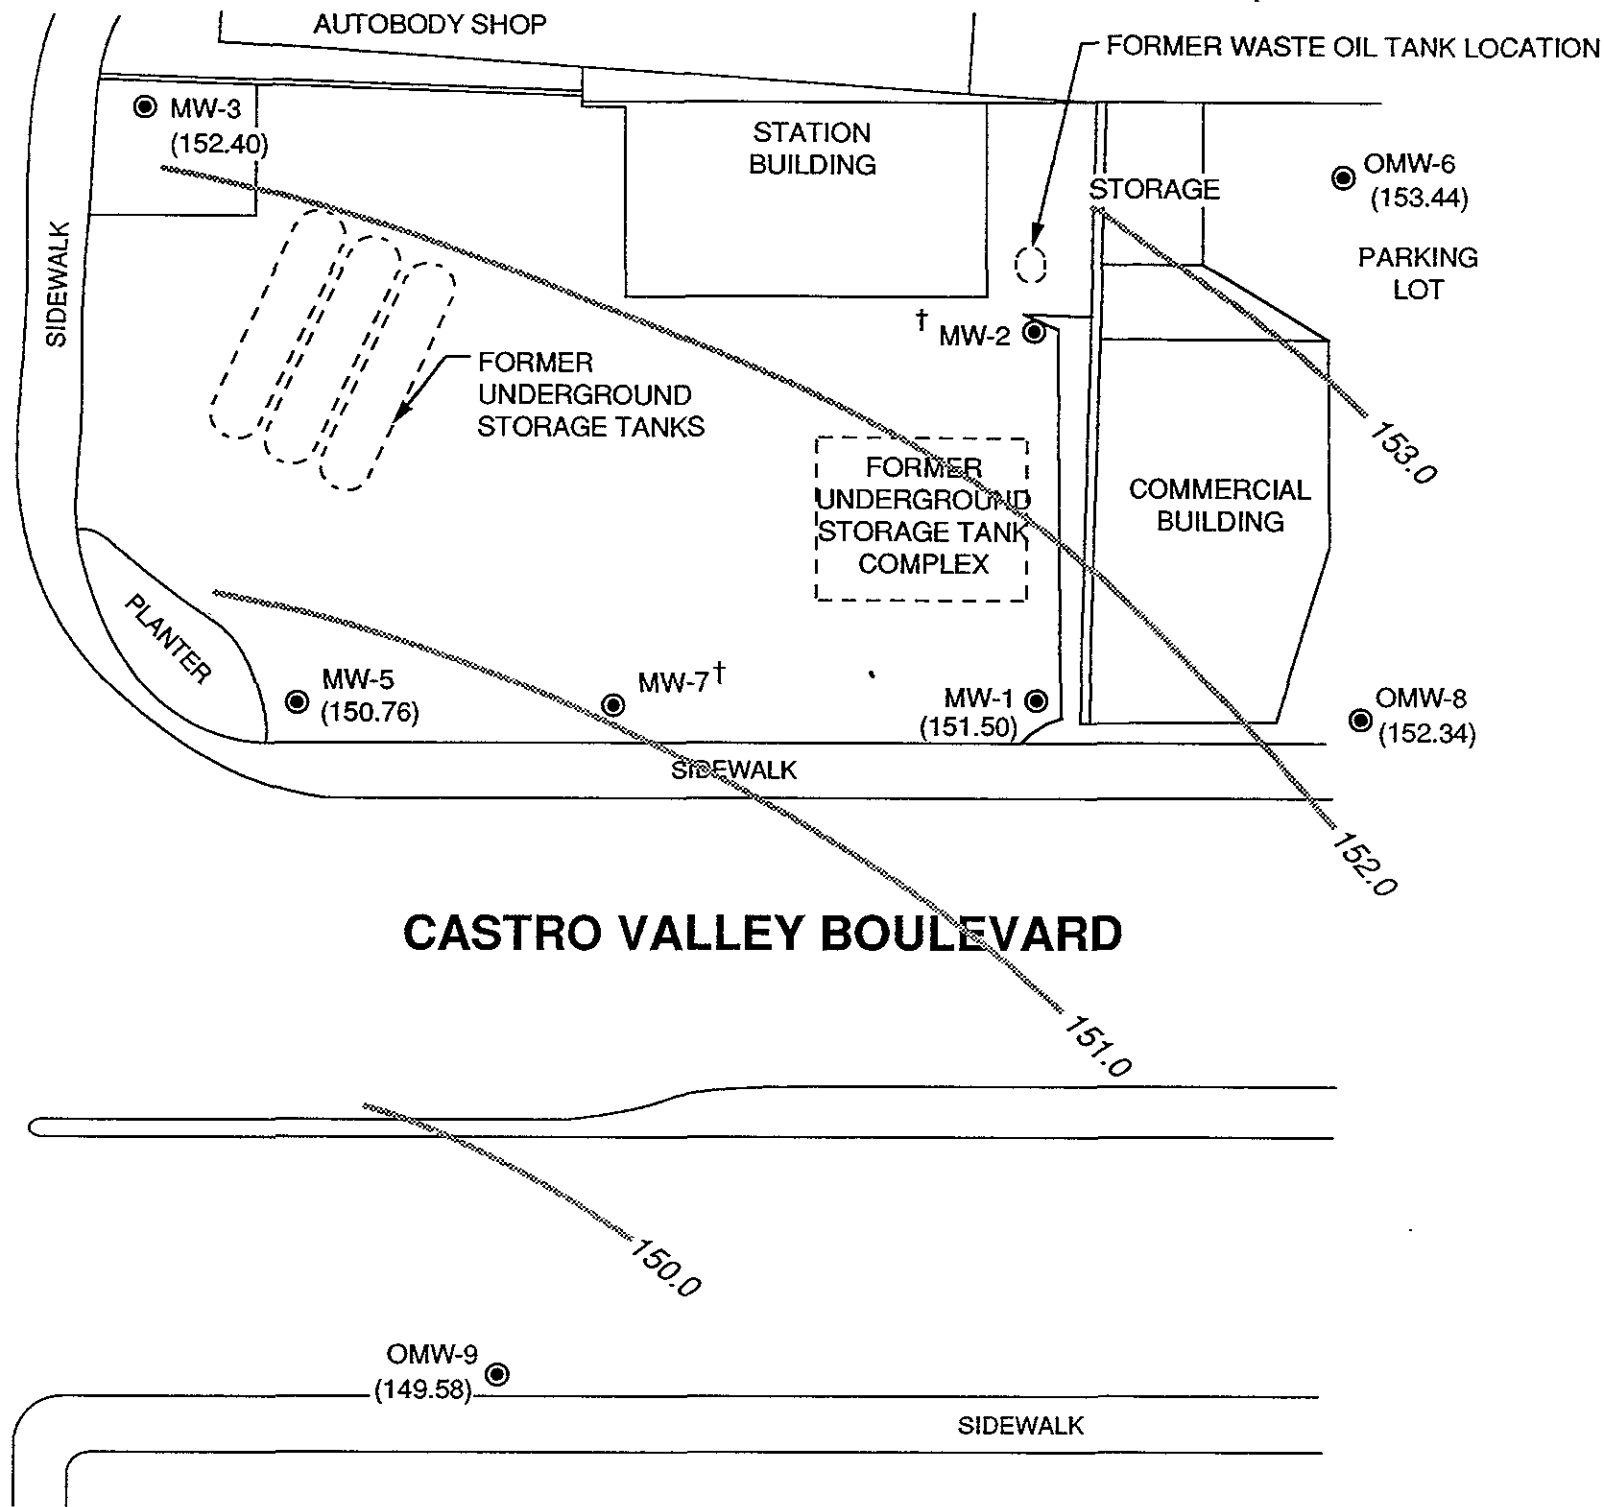 AUTOBODY SHOP
FORMER WASTE OIL TANK LOCATION
MW-3
(152.40)
STATION
BUILDING
STORAGE
OMW-6
(153.44)
PARKING
LOT
SIDEWALK
† MW-2
FORMER
UNDERGROUND
STORAGE TANKS
153.0
FORMER
UNDERGROUND
STORAGE TANK
COMPLEX
COMMERCIAL
BUILDING
PLANTER
MW-5
(150.76)
MW-7†
MW-1
(151.50)
OMW-8
(152.34)
SIDEWALK
152.0
CASTRO VALLEY BOULEVARD
151.0
150.0
OMW-9
(149.58)
SIDEWALK